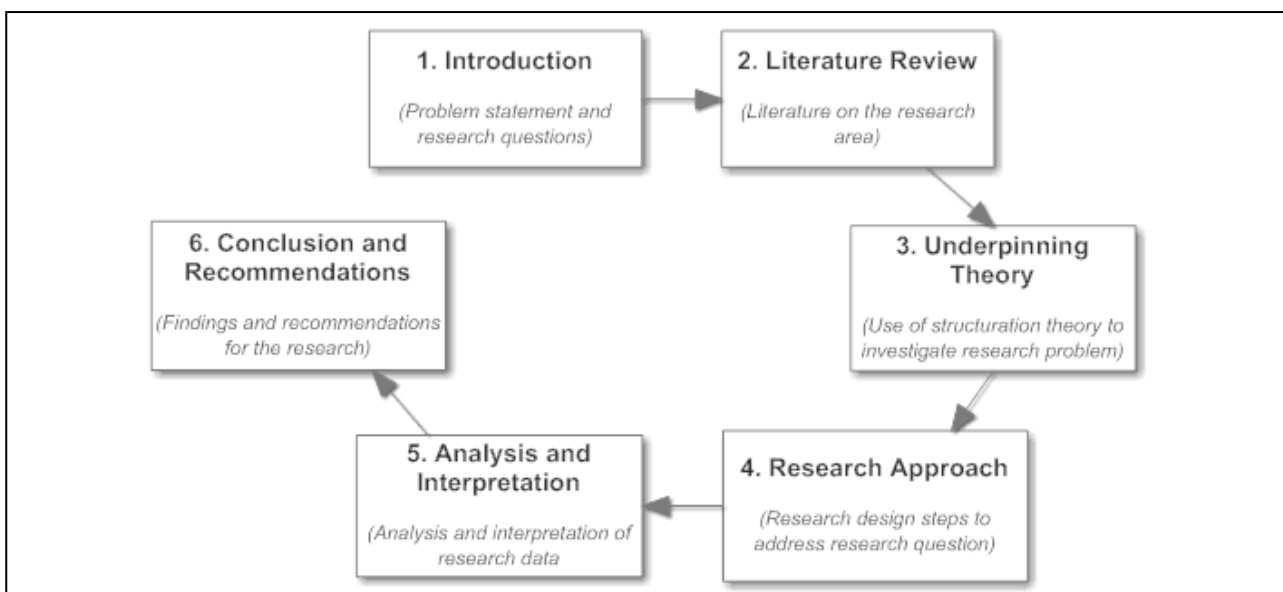 1. Introduction
(Problem statement and
research questions)
2. Literature Review
(Literature on the research
area)
3. Underpinning
Theory
(Use of structuration theory to
investigate research problem)
4. Research Approach
(Research design steps to
address research question)
5. Analysis and
Interpretation
(Analysis and interpretation of
research data
6. Conclusion and
Recommendations
(Findings and recommendations
for the research)